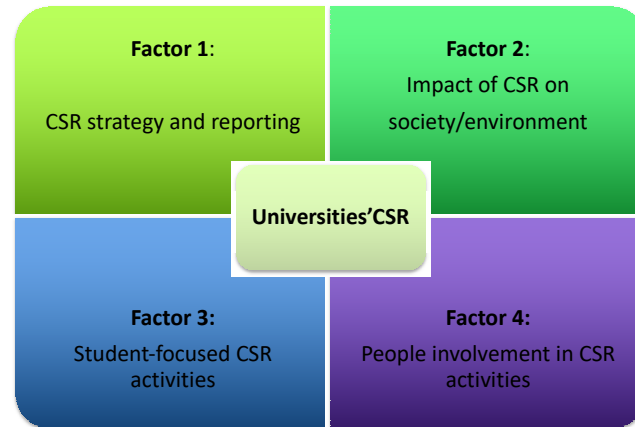 Factor 1:
CSR strategy and reporting
Factor 2:
Impact of CSR on
society/environment
Universities'CSR
Factor 3:
Student-focused CSR
activities
Factor 4:
People involvement in CSR
activities